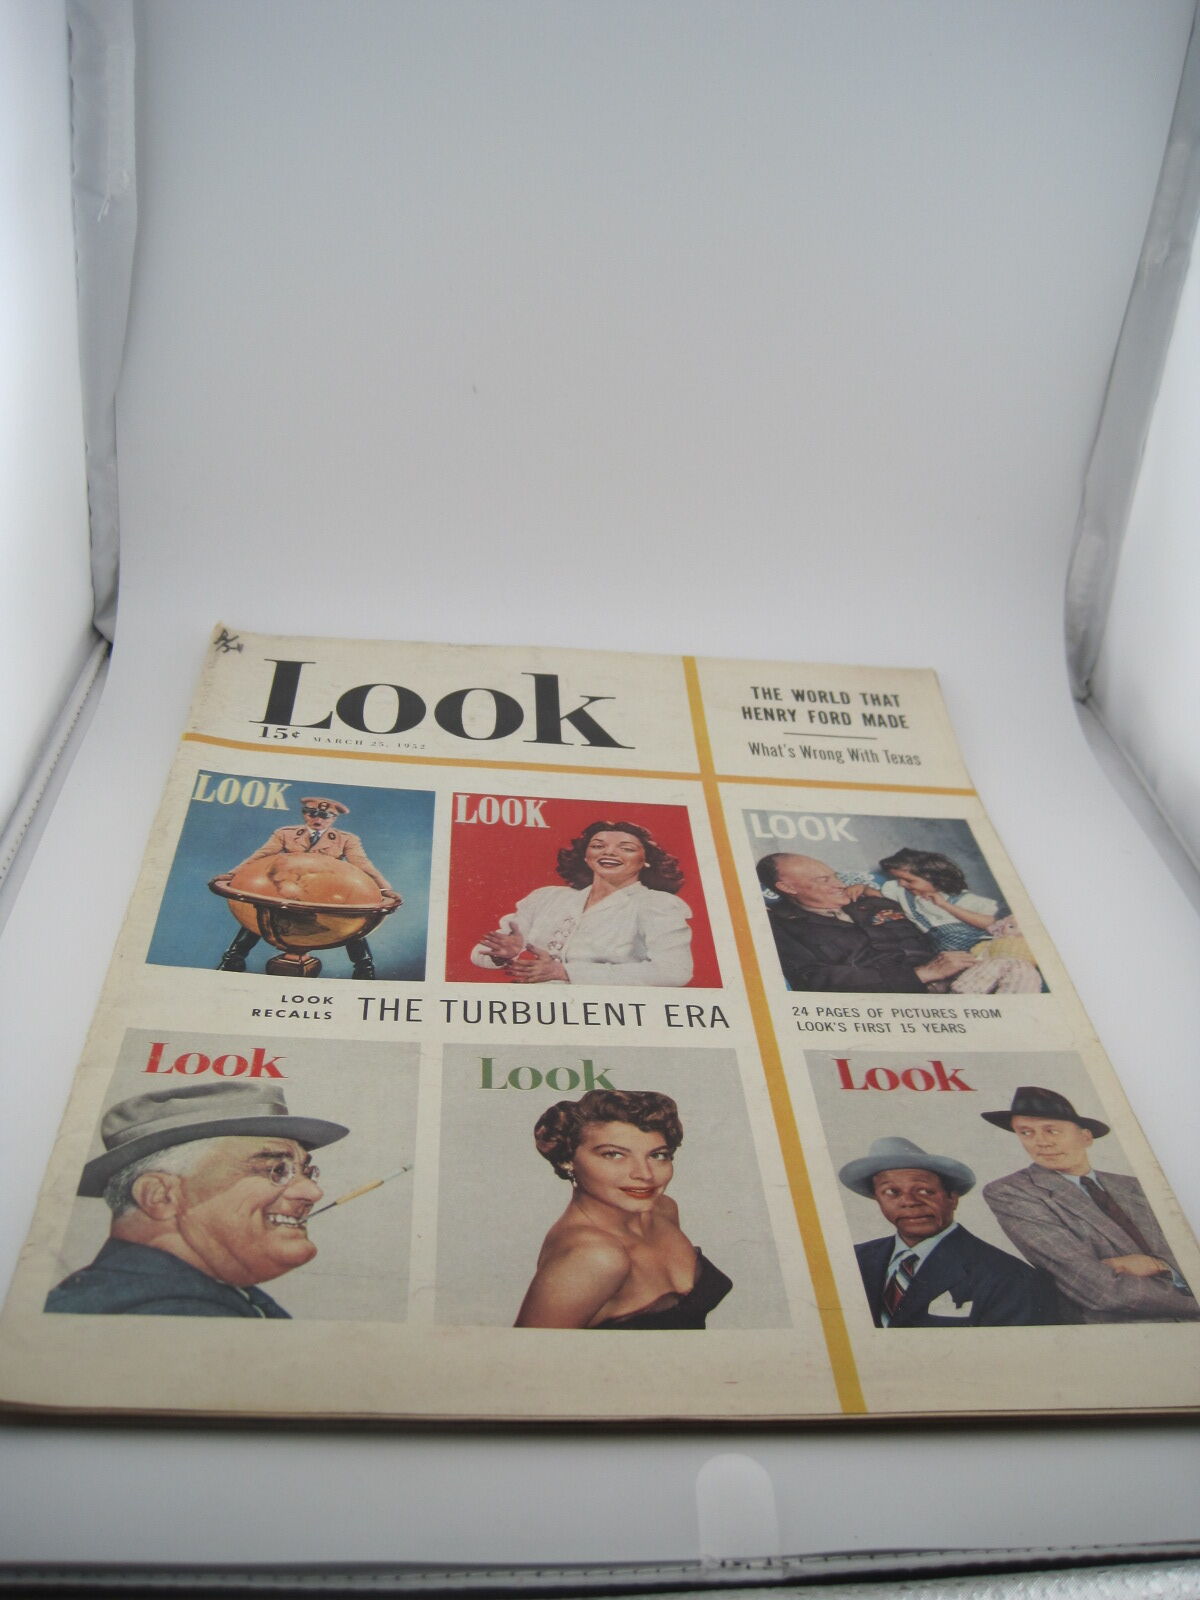 Look
15¢ MARCH 25, 1952
THE WORLD THAT
HENRY FORD MADE
What's Wrong With Texas
LOOK
LOOK
LOOK
LOOK
RECALLS
THE TURBULENT ERA
24 PAGES OF PICTURES FROM
LOOK'S FIRST 15 YEARS
Look
Look
Look